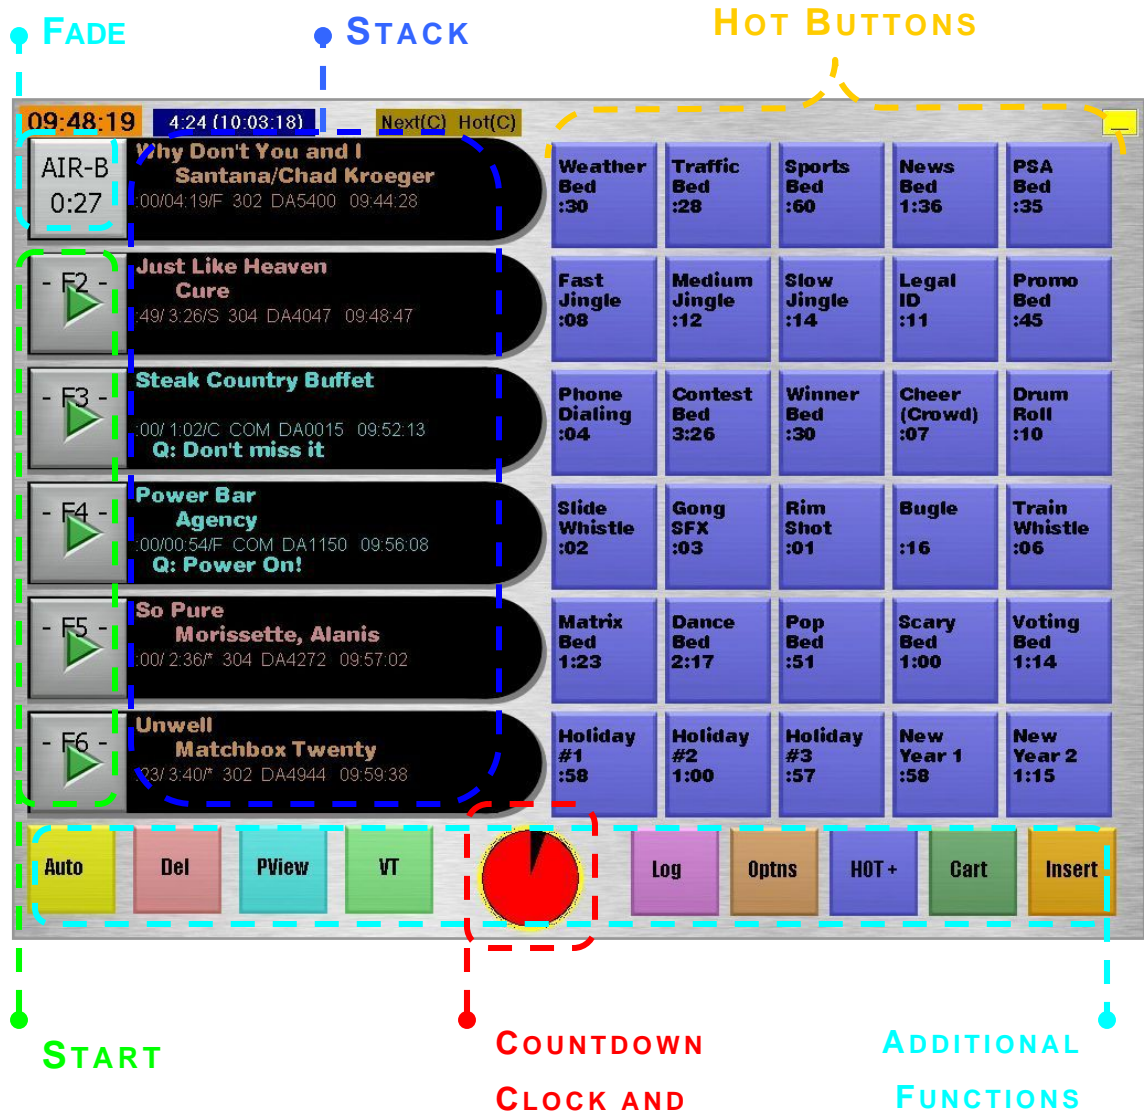 FADE
STACK
HOT BUTTONS
09:48:19
4:24 (10:03:18)
Next(C) Hot(C)
AIR-B
0:27
Why Don't You and I
Santana/Chad Kroeger
:00/04:19/F 302 DA5400 09:44:28
- F2 -
Just Like Heaven
Cure
:49/ 3:26/S 304 DA4047 09:48:47
- F3 -
Steak Country Buffet
:00/ 1:02/C COM DA0015 09:52:13
Q: Don't miss it
- F4 -
Power Bar
Agency
:00/00:54/F COM DA1150 09:56:08
Q: Power On!
- F5 -
So Pure
Morissette, Alanis
:00/ 2:36/* 304 DA4272 09:57:02
- F6 -
Unwell
Matchbox Twenty
:23/ 3:40/* 302 DA4944 09:59:38
Weather
Bed
:30
Traffic
Bed
:28
Sports
Bed
:60
News
Bed
1:36
PSA
Bed
:35
Fast
Jingle
:08
Medium
Jingle
:12
Slow
Jingle
:14
Legal
ID
:11
Promo
Bed
:45
Phone
Dialing
:04
Contest
Bed
3:26
Winner
Bed
:30
Cheer
(Crowd)
:07
Drum
Roll
:10
Slide
Whistle
:02
Gong
SFX
:03
Rim
Shot
:01
Bugle
:16
Train
Whistle
:06
Matrix
Bed
1:23
Dance
Bed
2:17
Pop
Bed
:51
Scary
Bed
1:00
Voting
Bed
1:14
Holiday
#1
:58
Holiday
#2
1:00
Holiday
#3
:57
New
Year 1
:58
New
Year 2
1:15
Auto
Del
PView
VT
Log
Optns
HOT +
Cart
Insert
START
COUNTDOWN
CLOCK AND
ADDITIONAL
FUNCTIONS